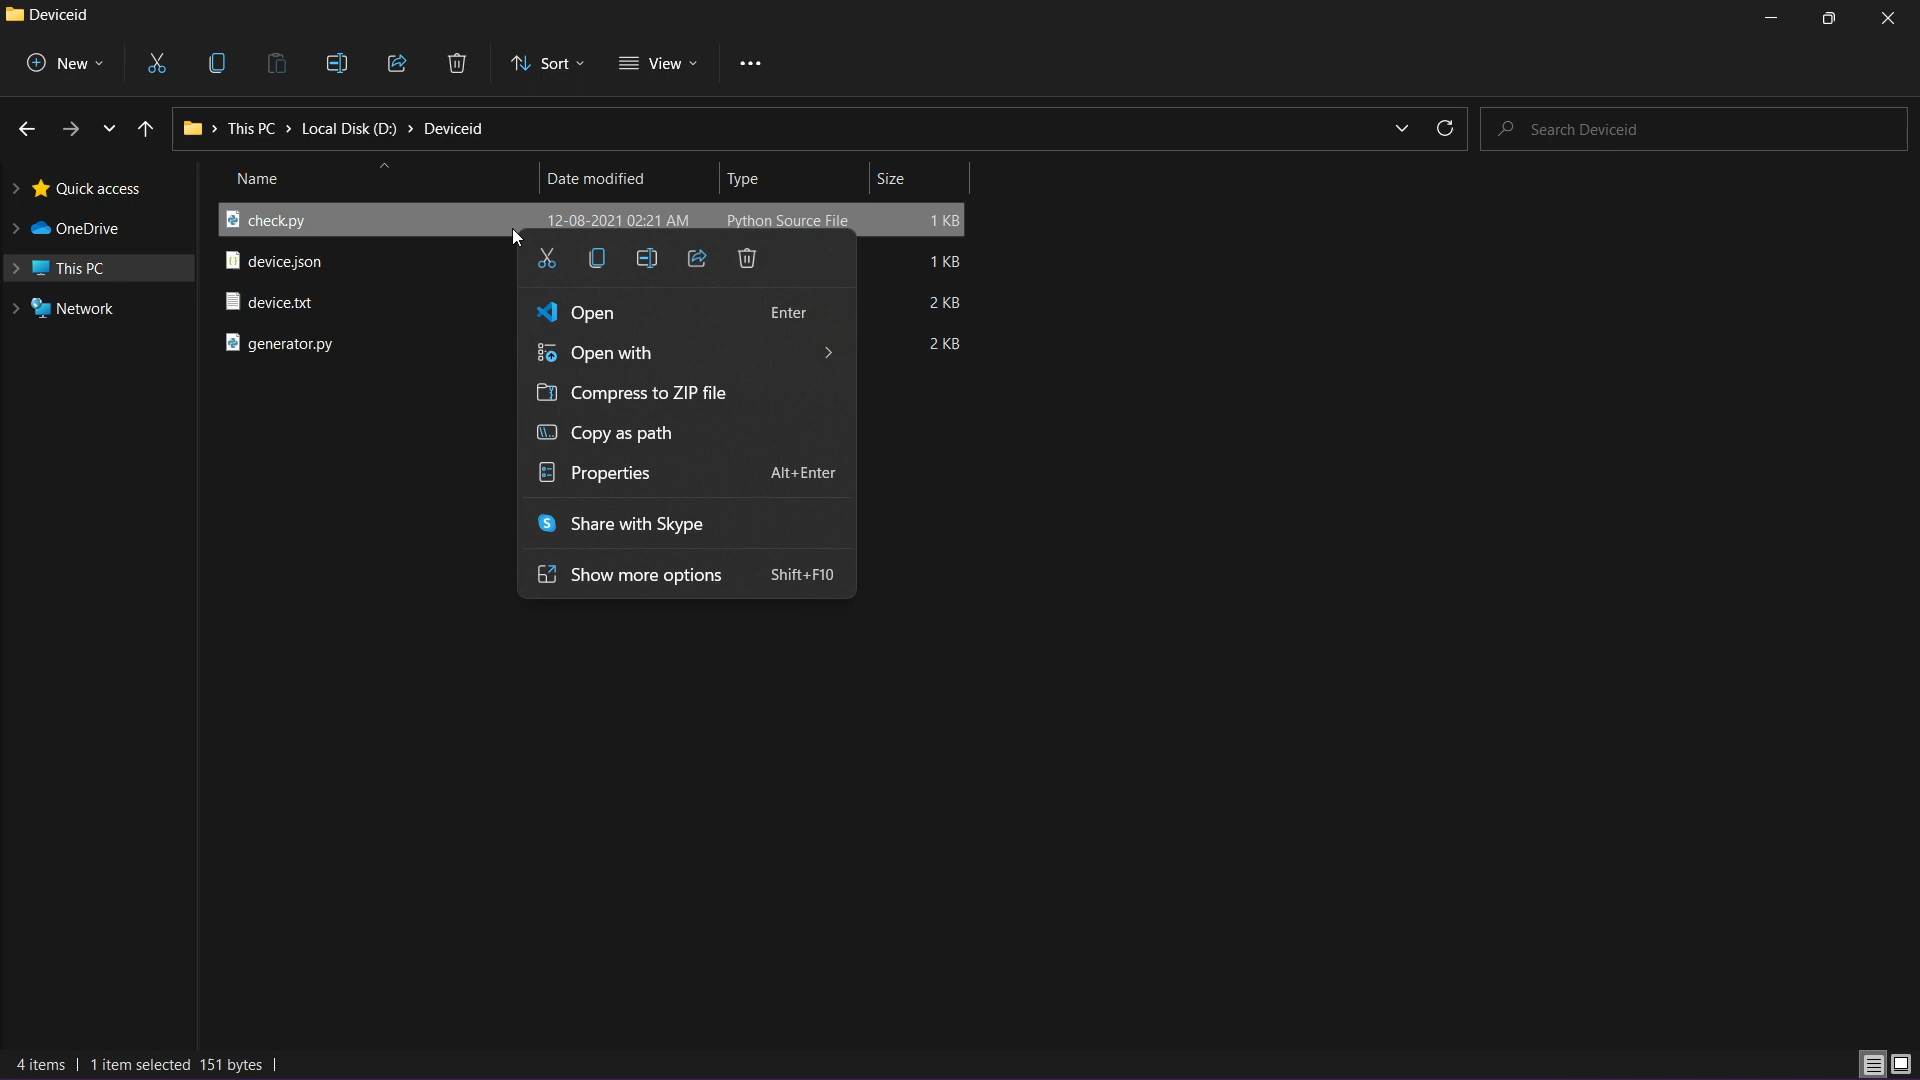 Deviceid
New
Sort
View
This PC > Local Disk (D:) > Deviceid
Search Deviceid
Quick access
OneDrive
This PC
Network
Name Date modified Type Size
check.py 12-08-2021 02:21 AM Python Source File 1 KB
device.json 1 KB
device.txt 2 KB
generator.py 2 KB
Open Enter
Open with
Compress to ZIP file
Copy as path
Properties Alt+Enter
Share with Skype
Show more options Shift+F10
4 items | 1 item selected 151 bytes |